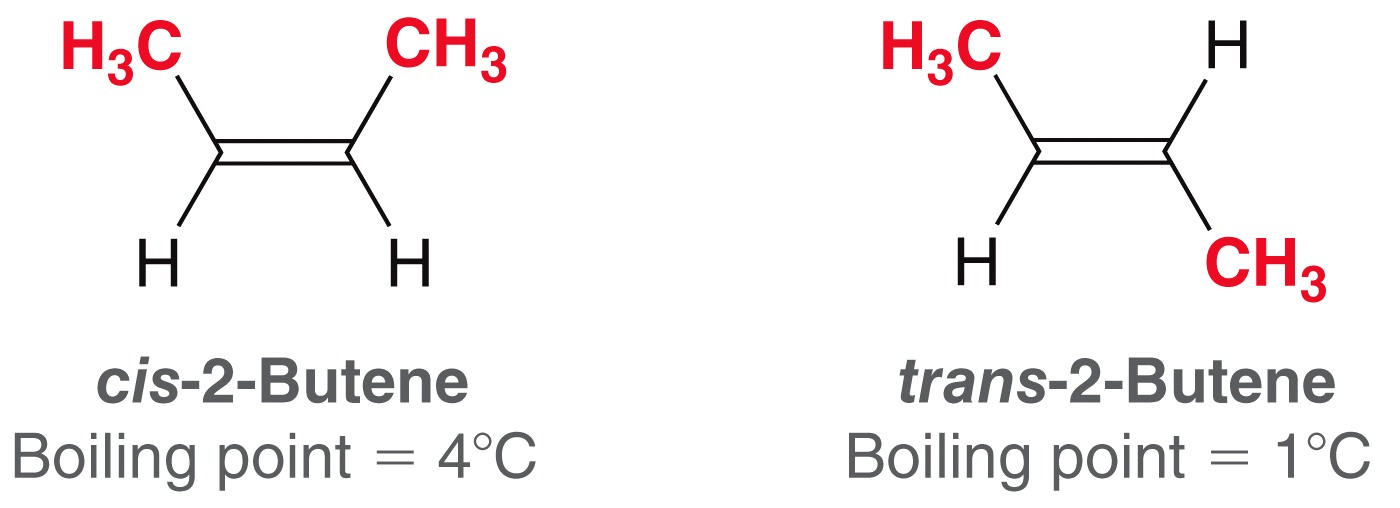 H₃C CH₃ H₃C H
H H H CH₃
cis-2-Butene trans-2-Butene
Boiling point = 4°C Boiling point = 1°C